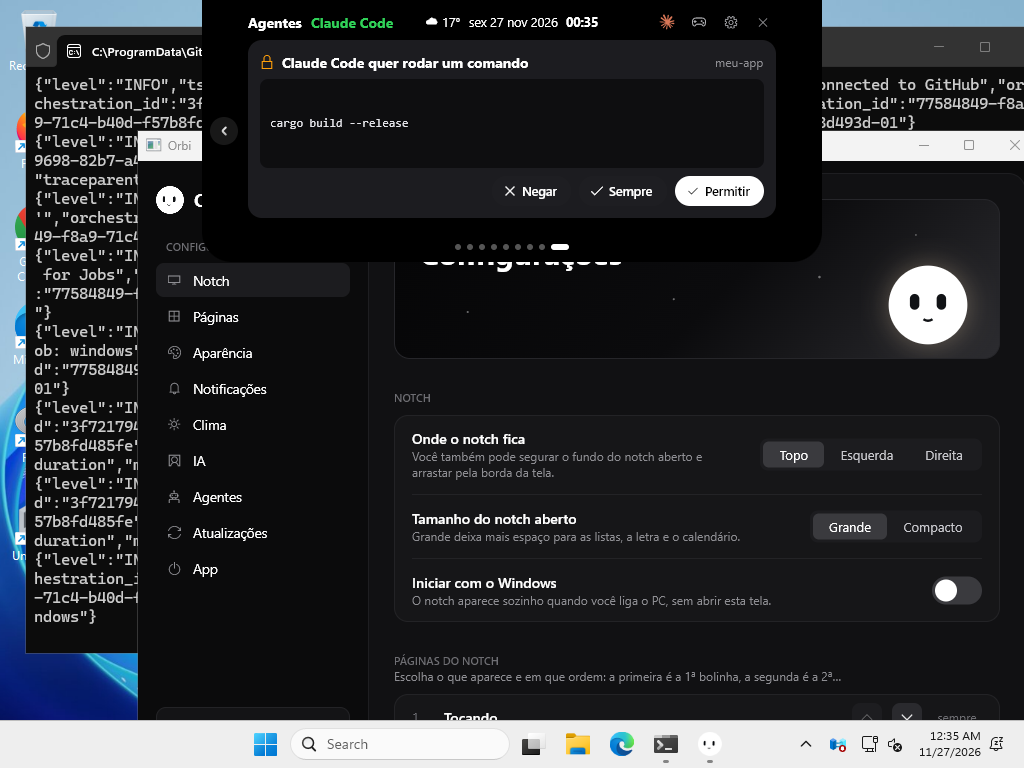 Agentes Claude Code 17° sex 27 nov 2026 00:35
Claude Code quer rodar um comando meu-app
cargo build --release
Negar Sempre Permitir
C:\ProgramData\Git
{"level":"INFO","ts
onnected to GitHub","or
chestration_id":"3f
ation_id":"77584849-f8a
9-71c4-b40d-f57b8fd
3d493d-01"}
{"level":"IN
9698-82b7-a4
"traceparent
{"level":"IN
'","orchestr
49-f8a9-71c4
{"level":"IN
for Jobs","
:"77584849-f
"}
{"level":"IN
ob: windows"
d":"77584849
01"}
{"level":"IN
d":"3f721794
57b8fd485fe"
duration","m
{"level":"IN
d":"3f721794
57b8fd485fe"
duration","m
{"level":"IN
hestration_i
-71c4-b40d-f
ndows"}
Orbi
Notch
Páginas
Aparência
Notificações
Clima
IA
Agentes
Atualizações
App
Configurações
NOTCH
Onde o notch fica
Você também pode segurar o fundo do notch aberto e
arrastar pela borda da tela.
Topo Esquerda Direita
Tamanho do notch aberto
Grande deixa mais espaço para as listas, a letra e o calendário.
Grande Compacto
Iniciar com o Windows
O notch aparece sozinho quando você liga o PC, sem abrir esta tela.
PÁGINAS DO NOTCH
Escolha o que aparece e em que ordem: a primeira é a 1ª bolinha, a segunda é a 2ª...
1 Tocando sempre
Search
12:35 AM
11/27/2026